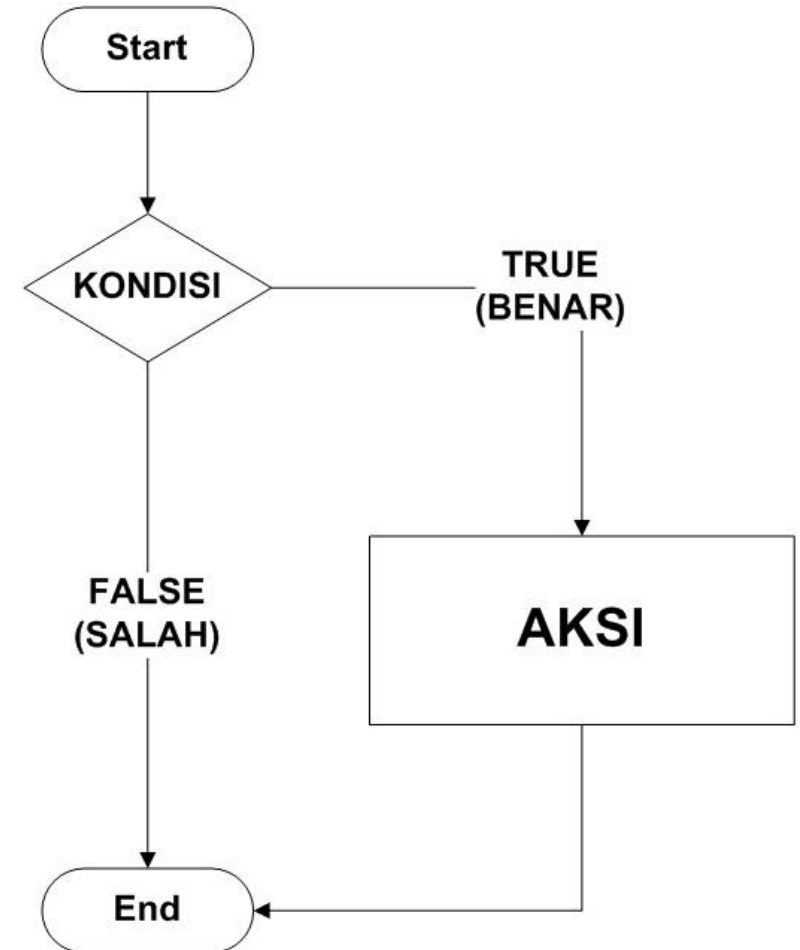 Start
KONDISI
TRUE
(BENAR)
FALSE
(SALAH)
AKSI
End